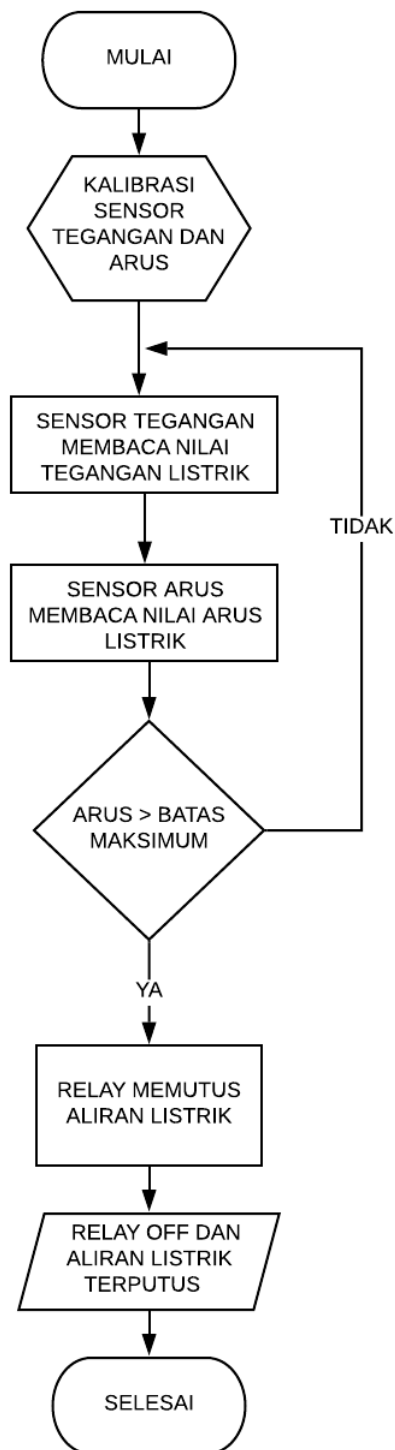 MULAI
KALIBRASI
SENSOR
TEGANGAN DAN
ARUS
SENSOR TEGANGAN
MEMBACA NILAI
TEGANGAN LISTRIK
TIDAK
SENSOR ARUS
MEMBACA NILAI ARUS
LISTRIK
ARUS > BATAS
MAKSIMUM
YA
RELAY MEMUTUS
ALIRAN LISTRIK
RELAY OFF DAN
ALIRAN LISTRIK
TERPUTUS
SELESAI